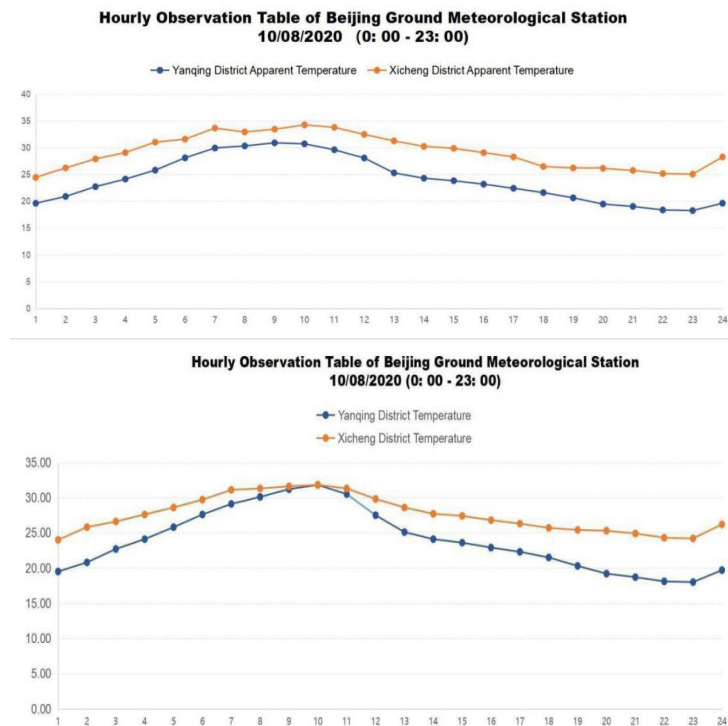 Hourly Observation Table of Beijing Ground Meteorological Station
10/08/2020 (0: 00 - 23: 00)
Yanqing District Apparent Temperature Xicheng District Apparent Temperature
40
35
30
25
20
15
10
5
0
1 2 3 4 5 6 7 8 9 10 11 12 13 14 15 16 17 18 19 20 21 22 23 24
Hourly Observation Table of Beijing Ground Meteorological Station
10/08/2020 (0: 00 - 23: 00)
Yanqing District Temperature
Xicheng District Temperature
35.00
30.00
25.00
20.00
15.00
10.00
5.00
0.00
1 2 3 4 5 6 7 8 9 10 11 12 13 14 15 16 17 18 19 20 21 22 23 24